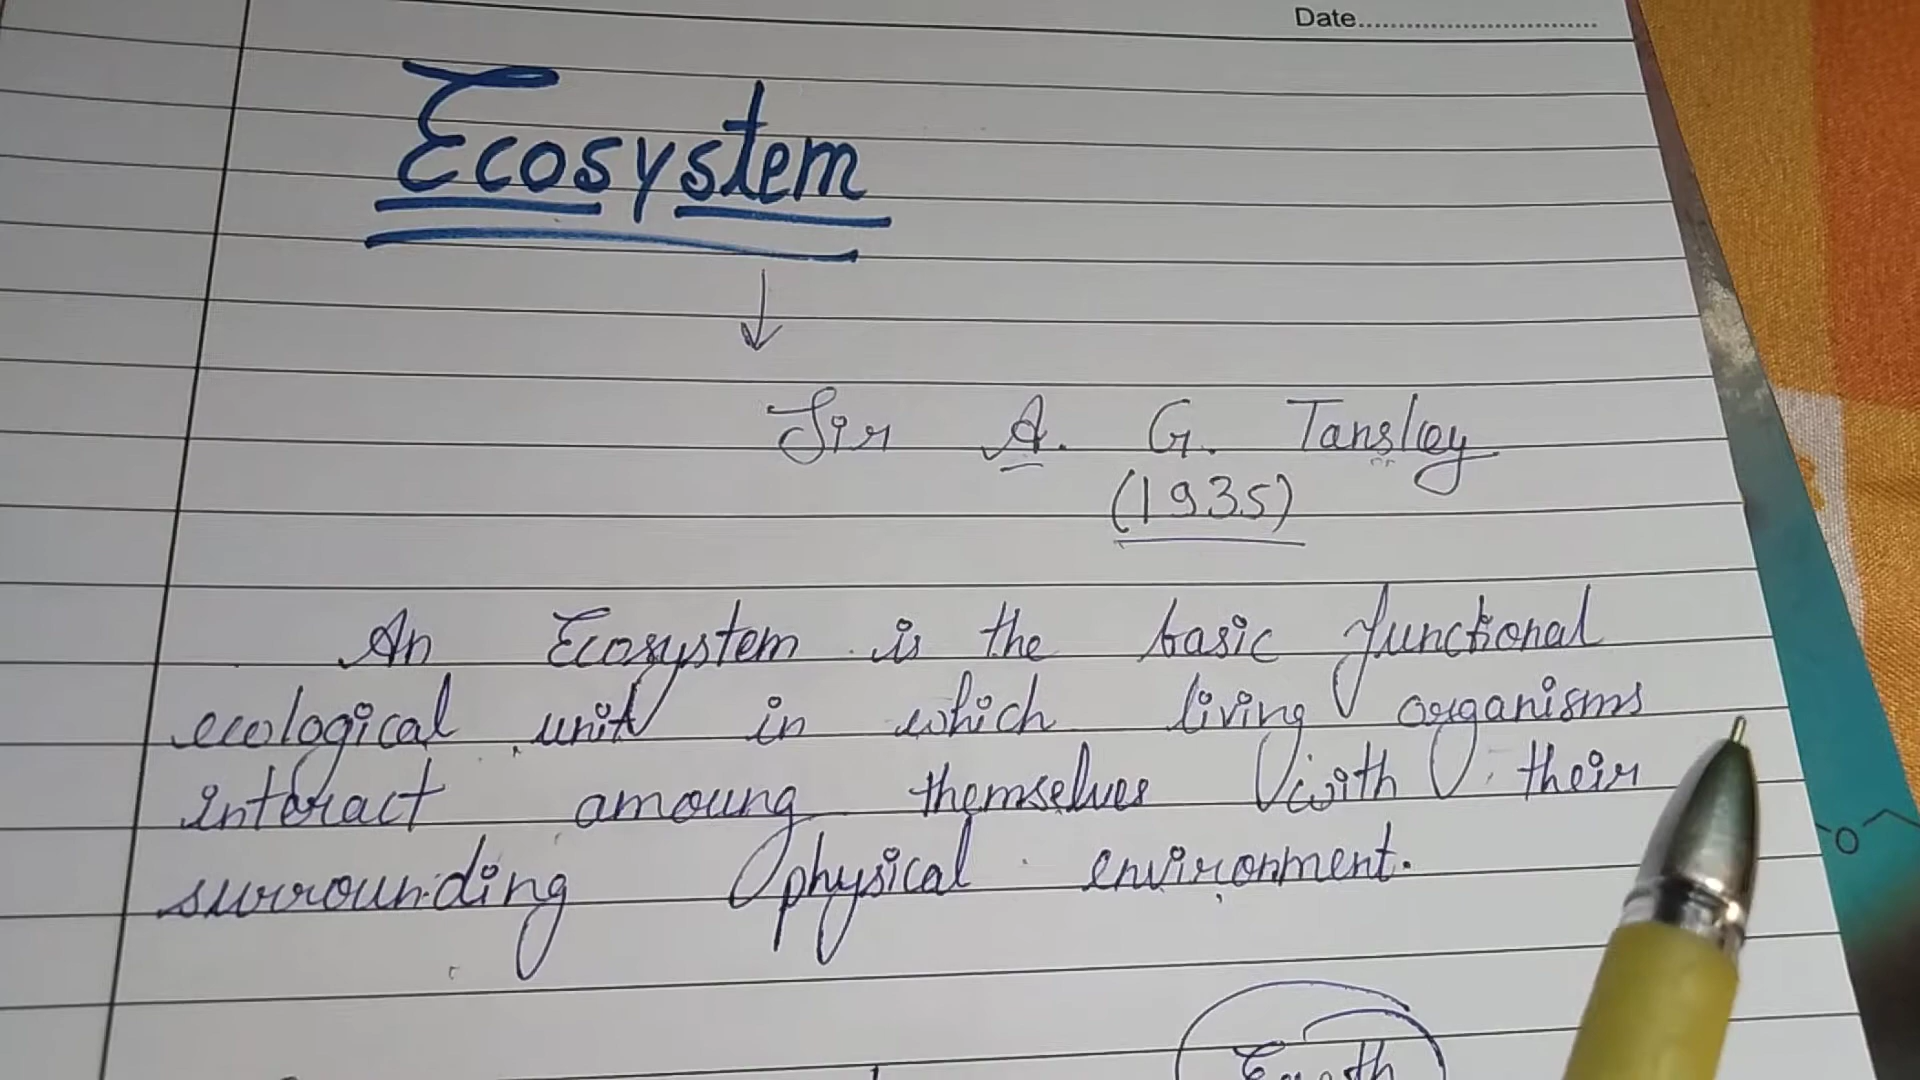 Date..............................
Ecosystem
Sir A. G. Tansley
(1935)
An Ecosystem is the basic functional
ecological unit in which living organisms
interact amoung themselves with their
surrounding physical environment.
Earth
O